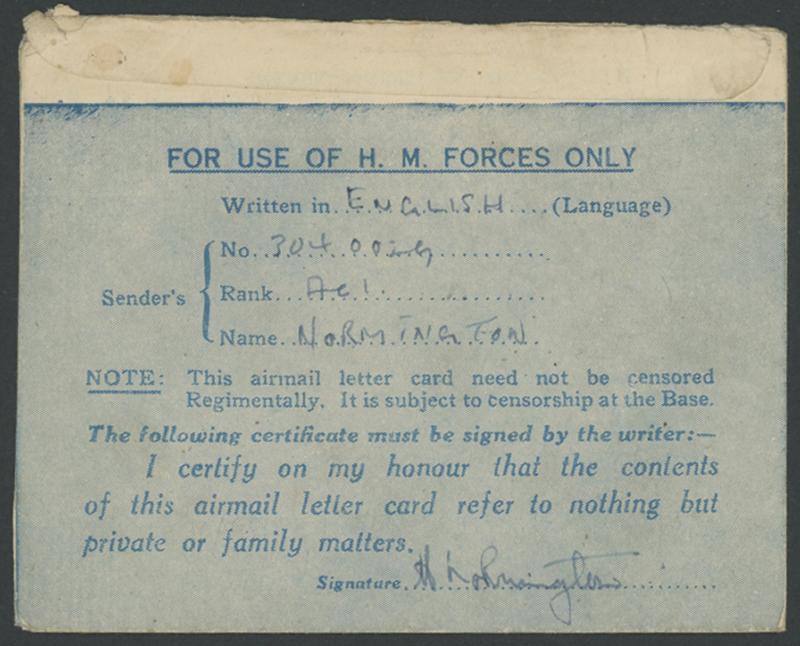 FOR USE OF H. M. FORCES ONLY
Written in ENGLISH (Language)
Sender's
No.
Rank AC1
Name NORMINGTON
NOTE: This airmail letter card need not be censored
Regimentally. It is subject to censorship at the Base.
The following certificate must be signed by the writer:—
I certify on my honour that the contents
of this airmail letter card refer to nothing but
private or family matters.
Signature H Normington